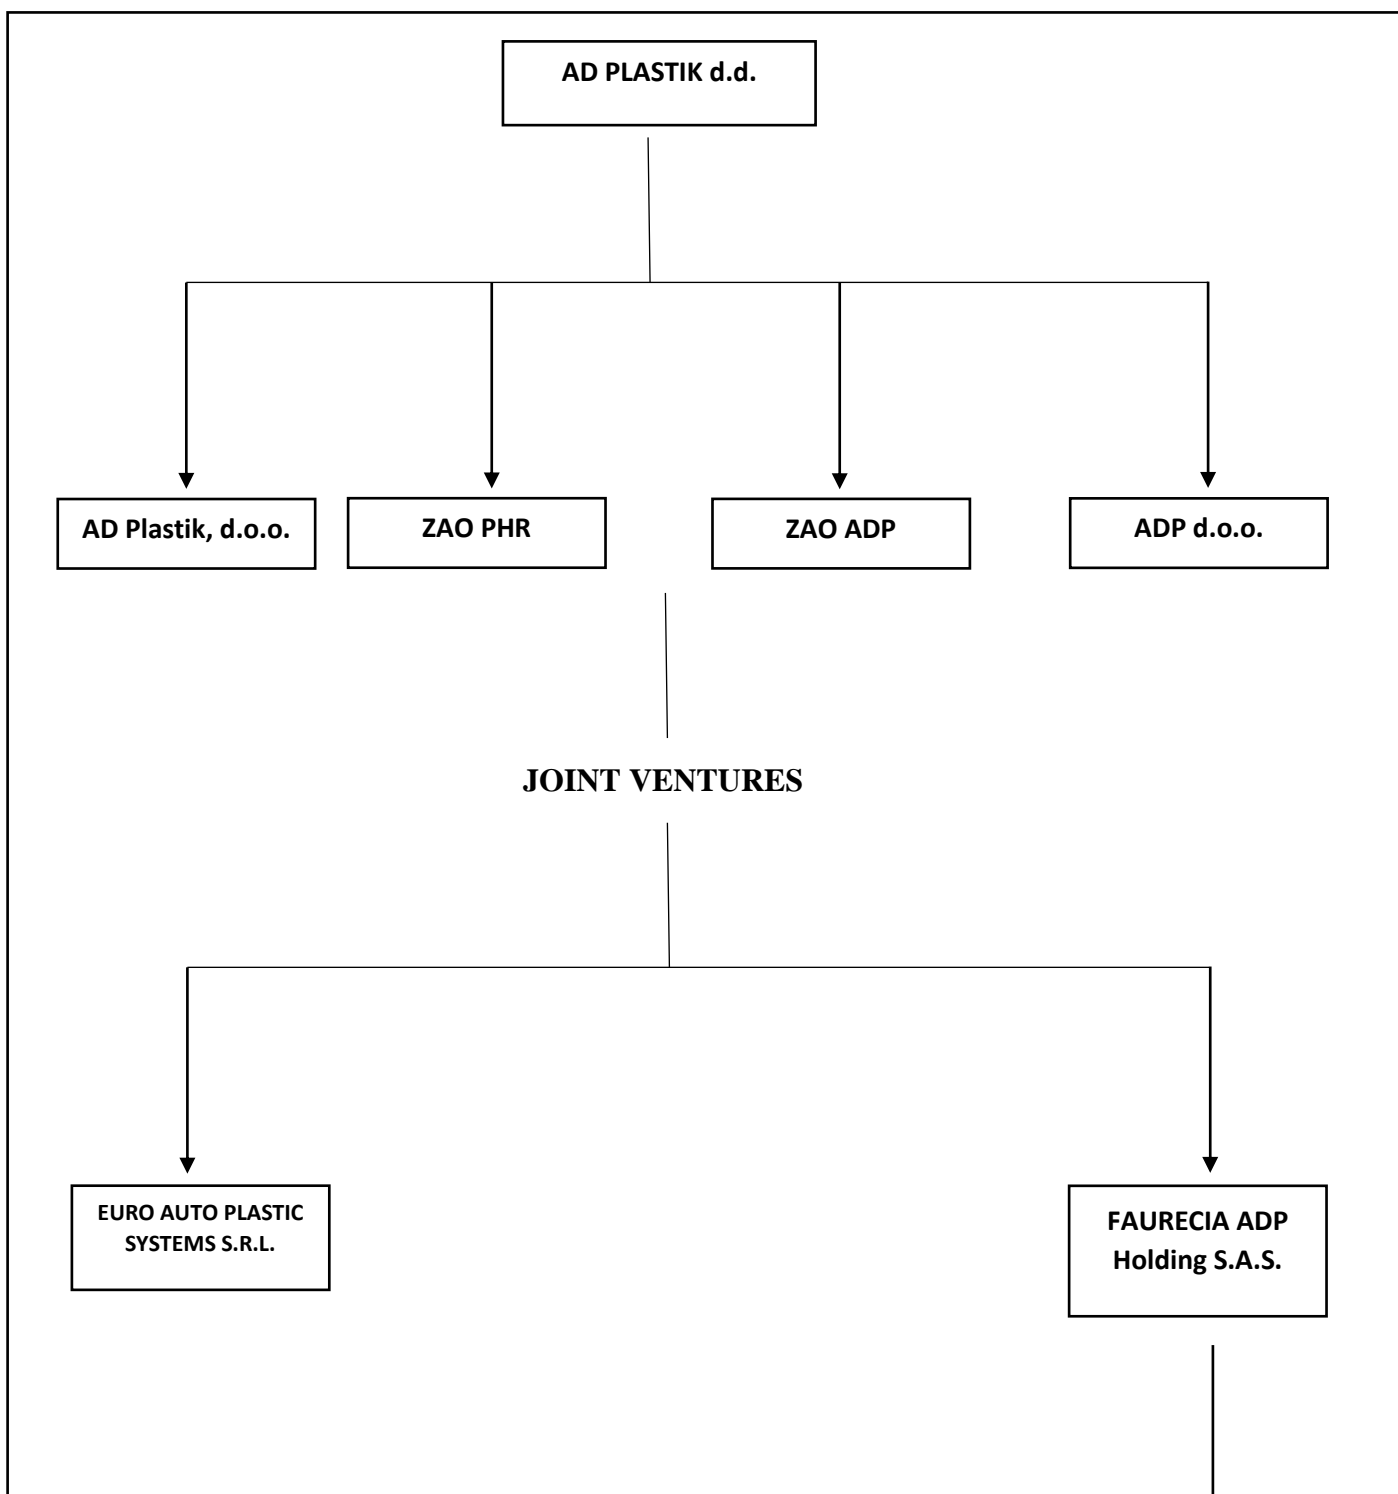 AD PLASTIK d.d.
AD Plastik, d.o.o.
ZAO PHR
ZAO ADP
ADP d.o.o.
JOINT VENTURES
EURO AUTO PLASTIC
SYSTEMS S.R.L.
FAURECIA ADP
Holding S.A.S.